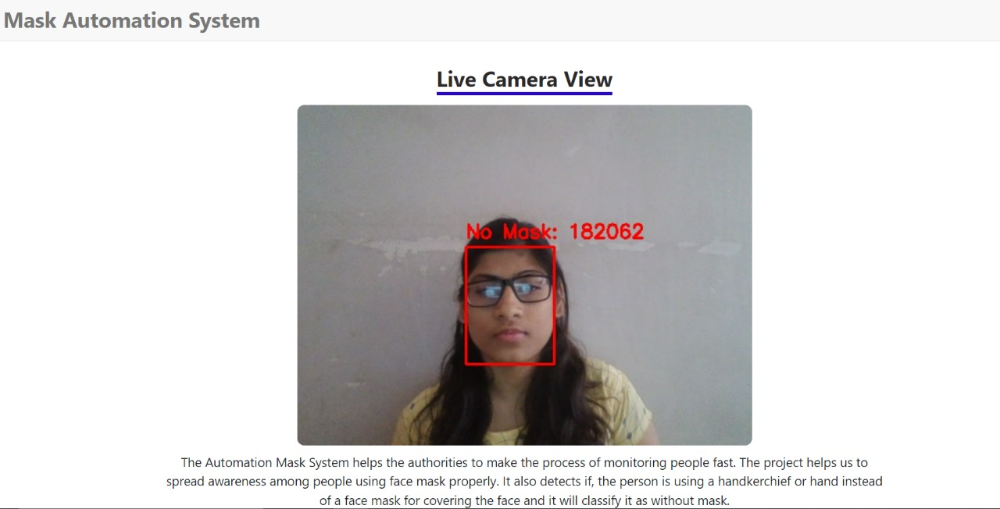 Mask Automation System
Live Camera View
No Mask: 182062
The Automation Mask System helps the authorities to make the process of monitoring people fast. The project helps us to
spread awareness among people using face mask properly. It also detects if, the person is using a handkerchief or hand instead
of a face mask for covering the face and it will classify it as without mask.